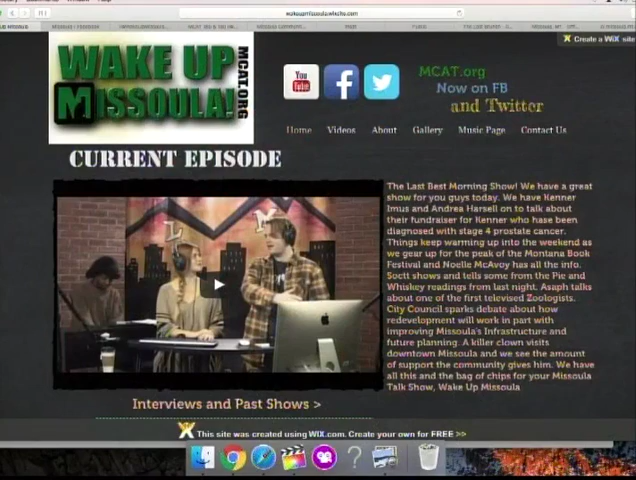 wakeupmissoula.wixsite.com
Create a Wix site
WAKE UP
MISSOULA!
MCAT.ORG
You
Tube
MCAT.org
Now on FB
and Twitter
Home Videos About Gallery Music Page Contact Us
CURRENT EPISODE
The Last Best Morning Show! We have a great
show for you guys today. We have Kenner
Imus and Andrea Harsell on to talk about
their fundraiser for Kenner who hase been
diagnosed with stage 4 prostate cancer.
Things keep warming up into the weekend as
we gear up for the peak of the Montana Book
Festival and Noelle McAvoy has all the info.
Soctt shows and tells some from the Pie and
Whiskey readings from last night. Asaph talks
about one of the first televised Zoologists.
City Council sparks debate about how
redevelopment will work in part with
improving Missoula's Infrastructure and
future planning. A killer clown visits
downtown Missoula and we see the amount
of support the community gives him. We have
all this and the bag of chips for your Missoula
Talk Show, Wake Up Missoula
L M
Interviews and Past Shows >
This site was created using WIX.com. Create your own for FREE >>